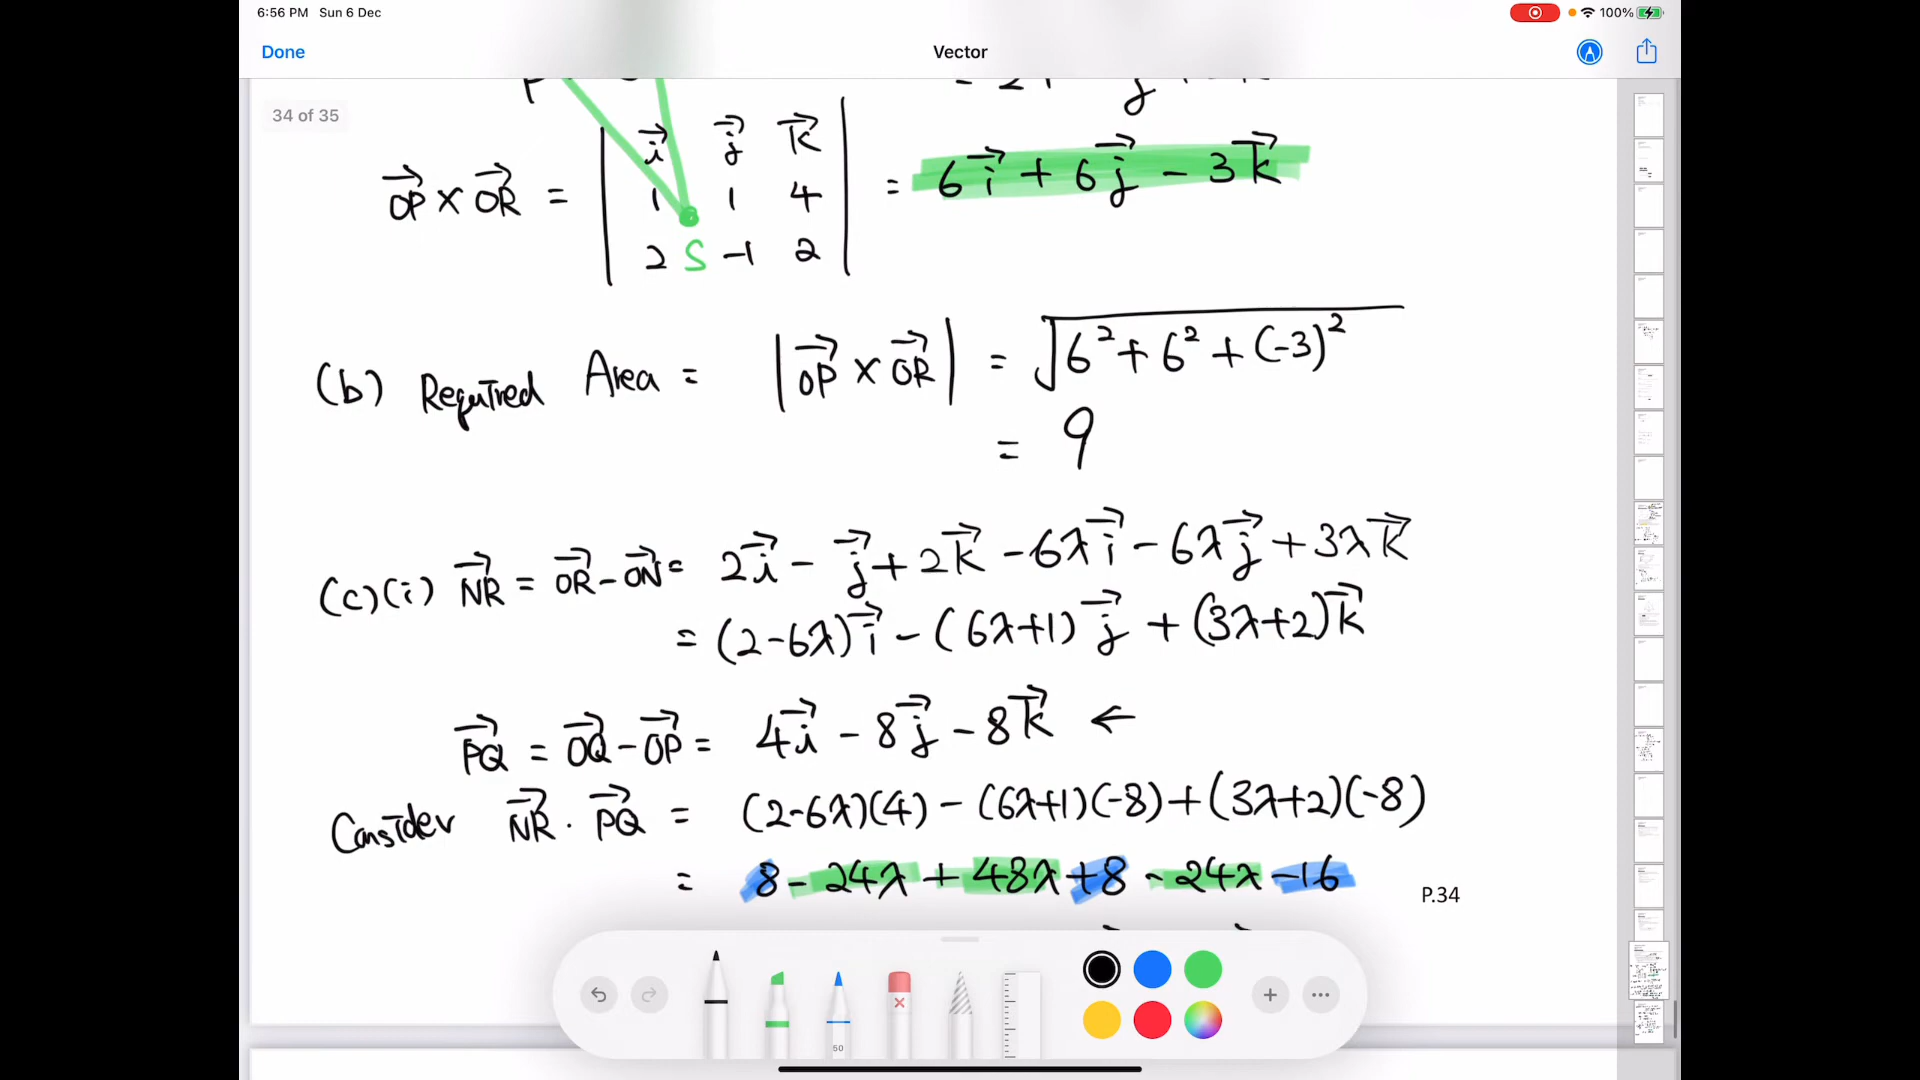 6:56 PM Sun 6 Dec
100%
Done
Vector
34 of 35
i⃗ j⃗ k⃗
OP⃗ × OR⃗ = | 1 1 4 | = 6i⃗ + 6j⃗ - 3k⃗
2 -1 2
S
(b) Required Area = |OP⃗ × OR⃗| = √(6² + 6² + (-3)²)
= 9
(c)(i) NR⃗ = OR⃗ - ON⃗ = 2i⃗ - j⃗ + 2k⃗ - 6λi⃗ - 6λj⃗ + 3λk⃗
= (2-6λ)i⃗ - (6λ+1)j⃗ + (3λ+2)k⃗
PQ⃗ = OQ⃗ - OP⃗ = 4i⃗ - 8j⃗ - 8k⃗ ←
Consider NR⃗ · PQ⃗ = (2-6λ)(4) - (6λ+1)(-8) + (3λ+2)(-8)
= 8 - 24λ + 48λ + 8 - 24λ - 16
P.34
50